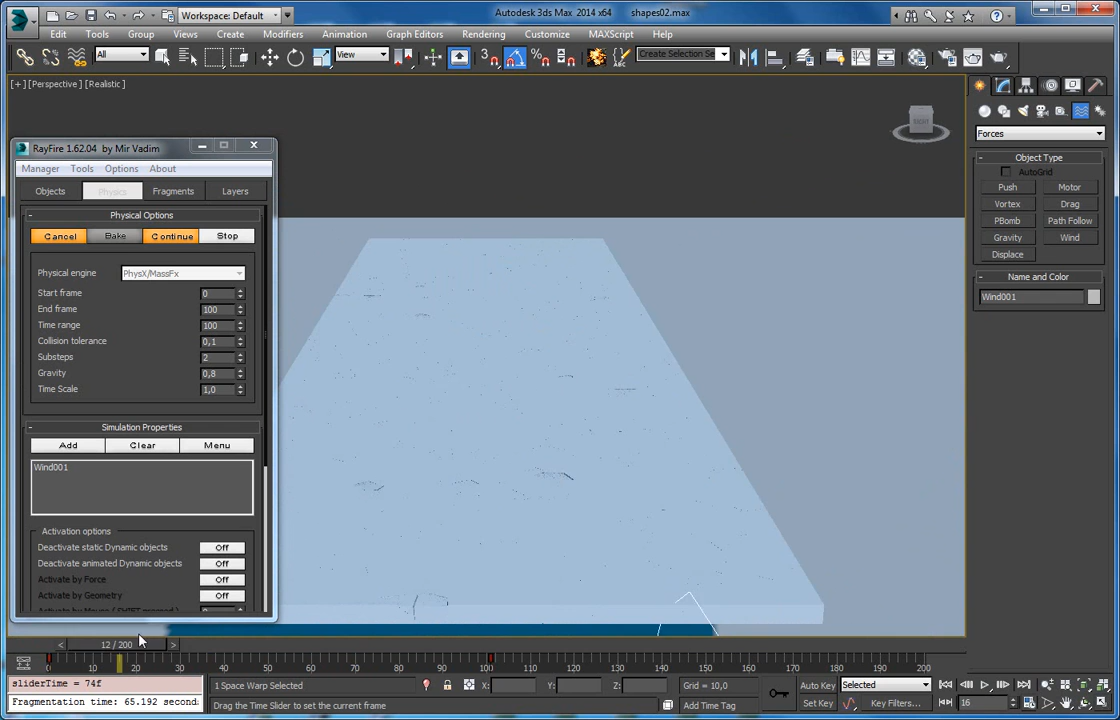 Workspace: Default
Autodesk 3ds Max 2014 x64 shapes02.max
Edit Tools Group Views Create Modifiers Animation Graph Editors Rendering Customize MAXScript Help
All
View
3
Create Selection Se
[+] [Perspective] [Realistic]
RIGHT
Forces
Object Type
AutoGrid
Push Motor
Vortex Drag
PBomb Path Follow
Gravity Wind
Displace
Name and Color
Wind001
RayFire 1.62.04 by Mir Vadim
Manager Tools Options About
Objects Physics Fragments Layers
Physical Options
Cancel Bake Continue Stop
Physical engine PhysX/MassFx
Start frame 0
End frame 100
Time range 100
Collision tolerance 0,1
Substeps 2
Gravity 0,8
Time Scale 1,0
Simulation Properties
Add Clear Menu
Wind001
Activation options
Deactivate static Dynamic objects Off
Deactivate animated Dynamic objects Off
Activate by Force Off
Activate by Geometry Off
Activate by Mouse ( SHIFT pressed )
< 12 / 200 >
0 10 20 30 40 50 60 70 80 90 100 110 120 130 140 150 160 170 180 190 200
sliderTime = 74f
Fragmentation time: 65.192 second:
1 Space Warp Selected
X: Y: Z: Grid = 10,0
Drag the Time Slider to set the current frame
Add Time Tag
Auto Key Selected
Set Key Key Filters...
16